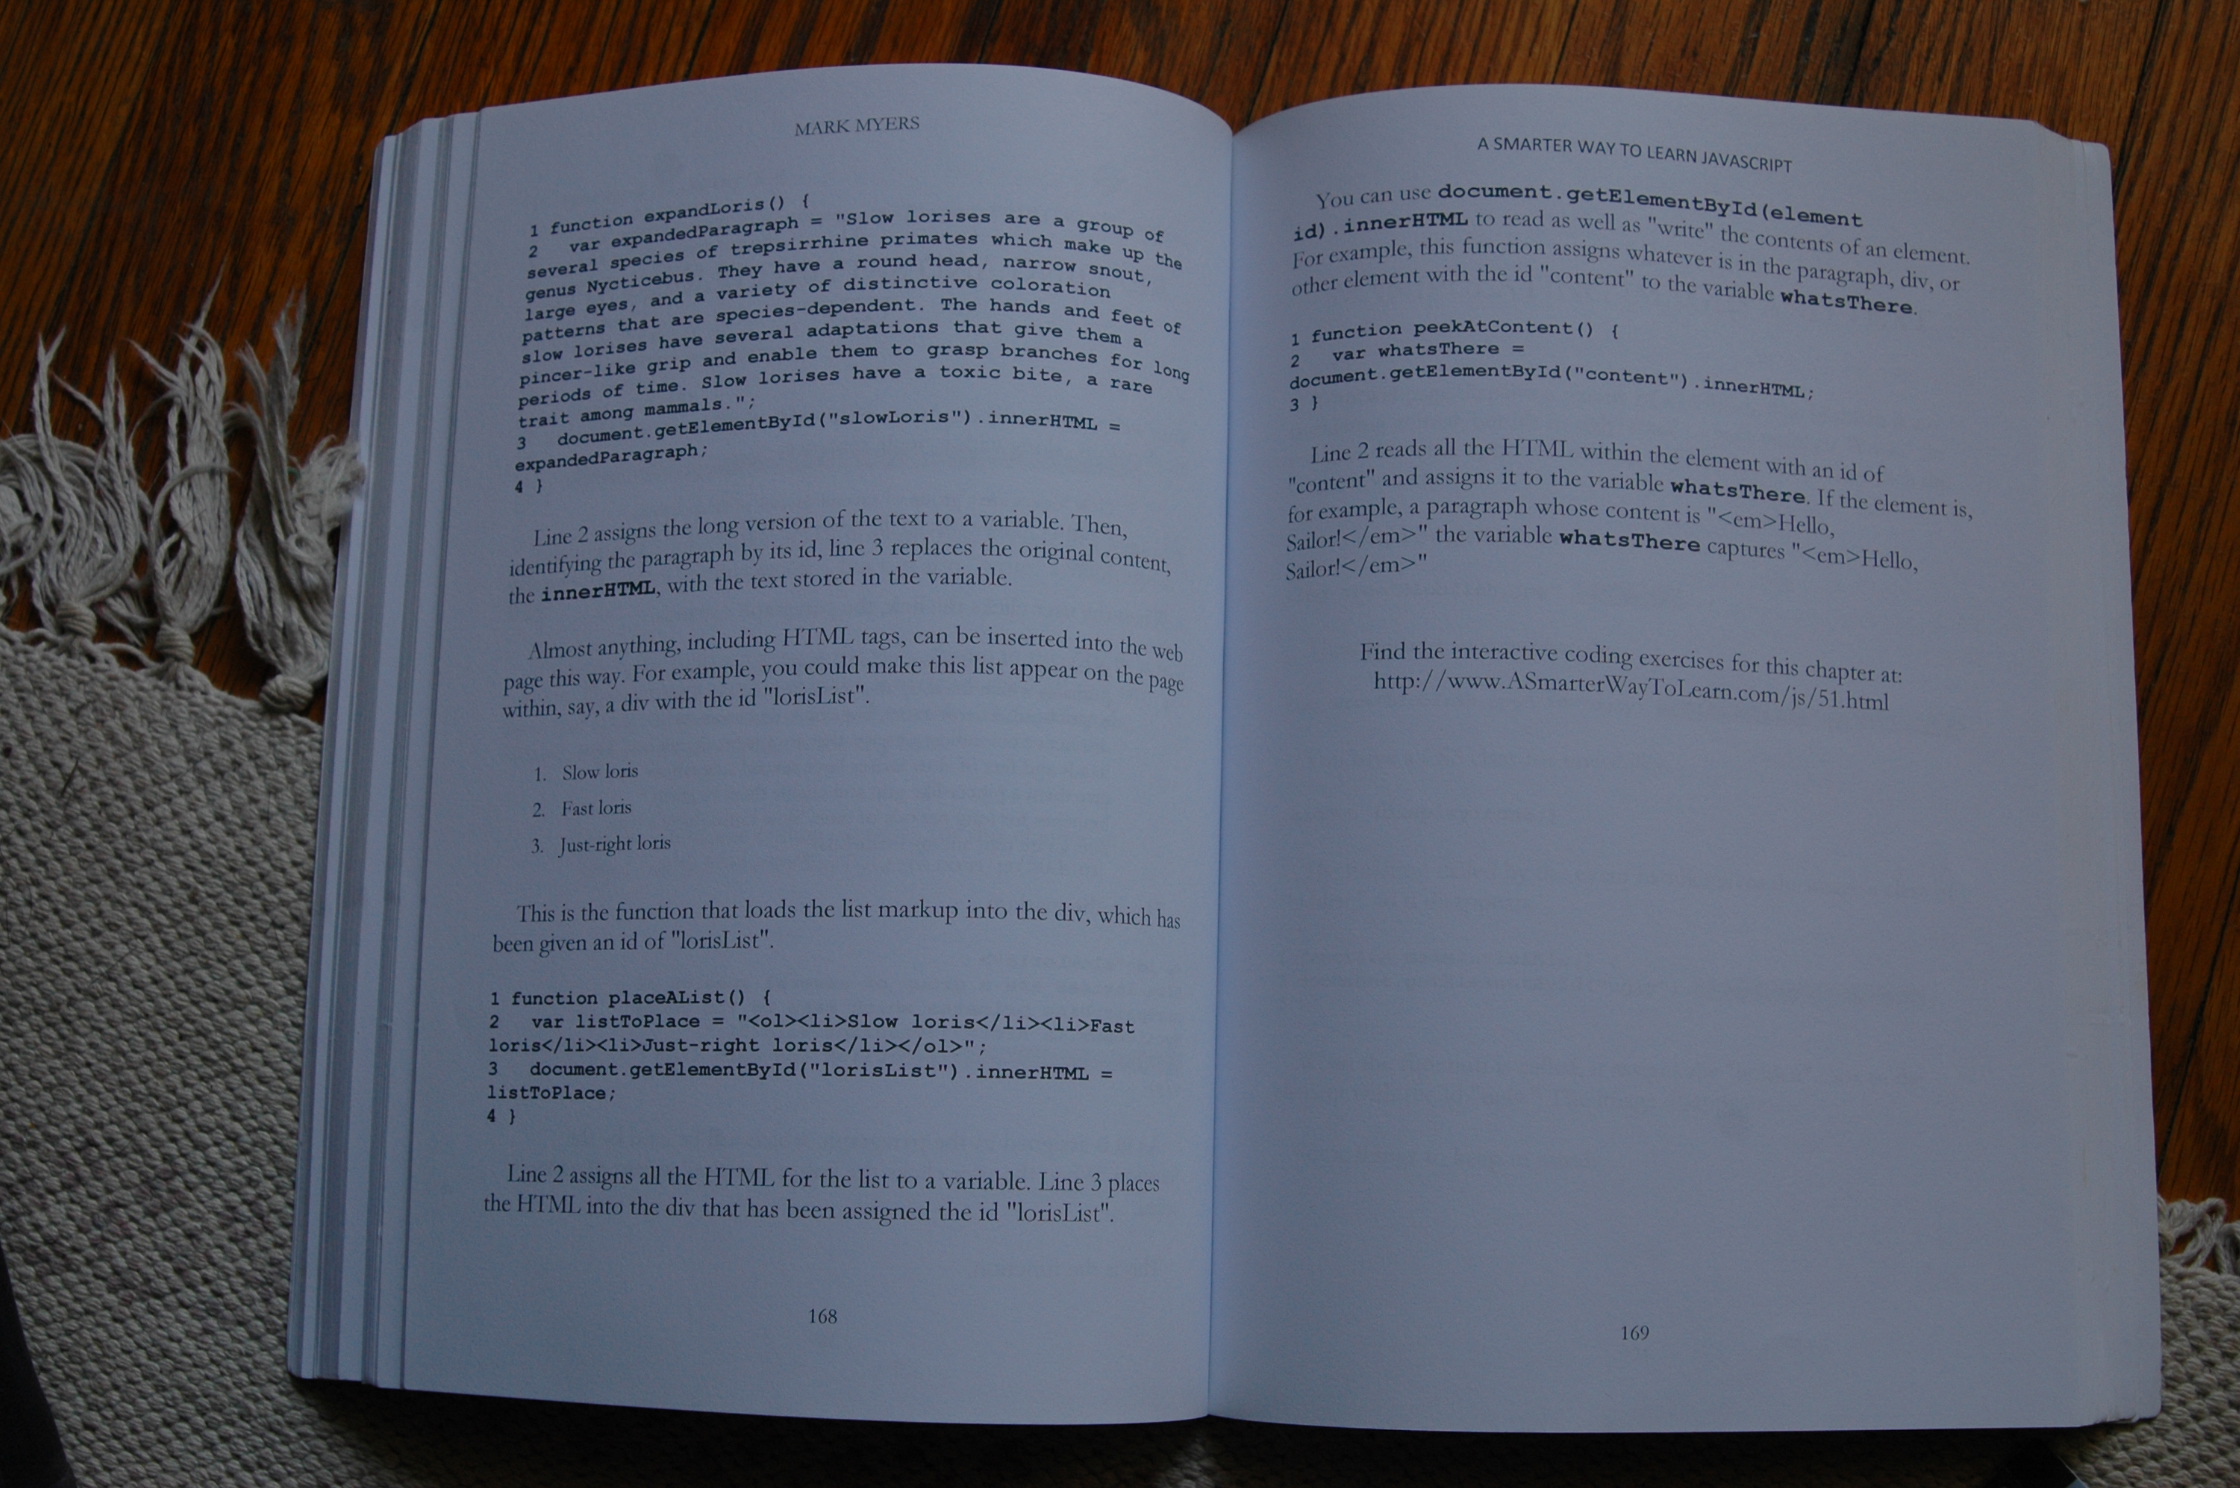 MARK MYERS
1 function expandLoris() {
2   var expandedParagraph = "Slow lorises are a group of
several species of trepsirrhine primates which make up the
genus Nycticebus. They have a round head, narrow snout,
large eyes, and a variety of distinctive coloration
patterns that are species-dependent. The hands and feet of
slow lorises have several adaptations that give them a
pincer-like grip and enable them to grasp branches for long
periods of time. Slow lorises have a toxic bite, a rare
trait among mammals.";
3   document.getElementById("slowLoris").innerHTML =
expandedParagraph;
4 }
Line 2 assigns the long version of the text to a variable. Then,
identifying the paragraph by its id, line 3 replaces the original content,
the innerHTML, with the text stored in the variable.
Almost anything, including HTML tags, can be inserted into the web
page this way. For example, you could make this list appear on the page
within, say, a div with the id "lorisList".
1. Slow loris
2. Fast loris
3. Just-right loris
This is the function that loads the list markup into the div, which has
been given an id of "lorisList".
1 function placeAList() {
2   var listToPlace = "<ol><li>Slow loris</li><li>Fast
loris</li><li>Just-right loris</li></ol>";
3   document.getElementById("lorisList").innerHTML =
listToPlace;
4 }
Line 2 assigns all the HTML for the list to a variable. Line 3 places
the HTML into the div that has been assigned the id "lorisList".
168
A SMARTER WAY TO LEARN JAVASCRIPT
You can use document.getElementById(element
id).innerHTML to read as well as "write" the contents of an element.
For example, this function assigns whatever is in the paragraph, div, or
other element with the id "content" to the variable whatsThere.
1 function peekAtContent() {
2   var whatsThere =
document.getElementById("content").innerHTML;
3 }
Line 2 reads all the HTML within the element with an id of
"content" and assigns it to the variable whatsThere. If the element is,
for example, a paragraph whose content is "<em>Hello,
Sailor!</em>" the variable whatsThere captures "<em>Hello,
Sailor!</em>"
Find the interactive coding exercises for this chapter at:
http://www.ASmarterWayToLearn.com/js/51.html
169